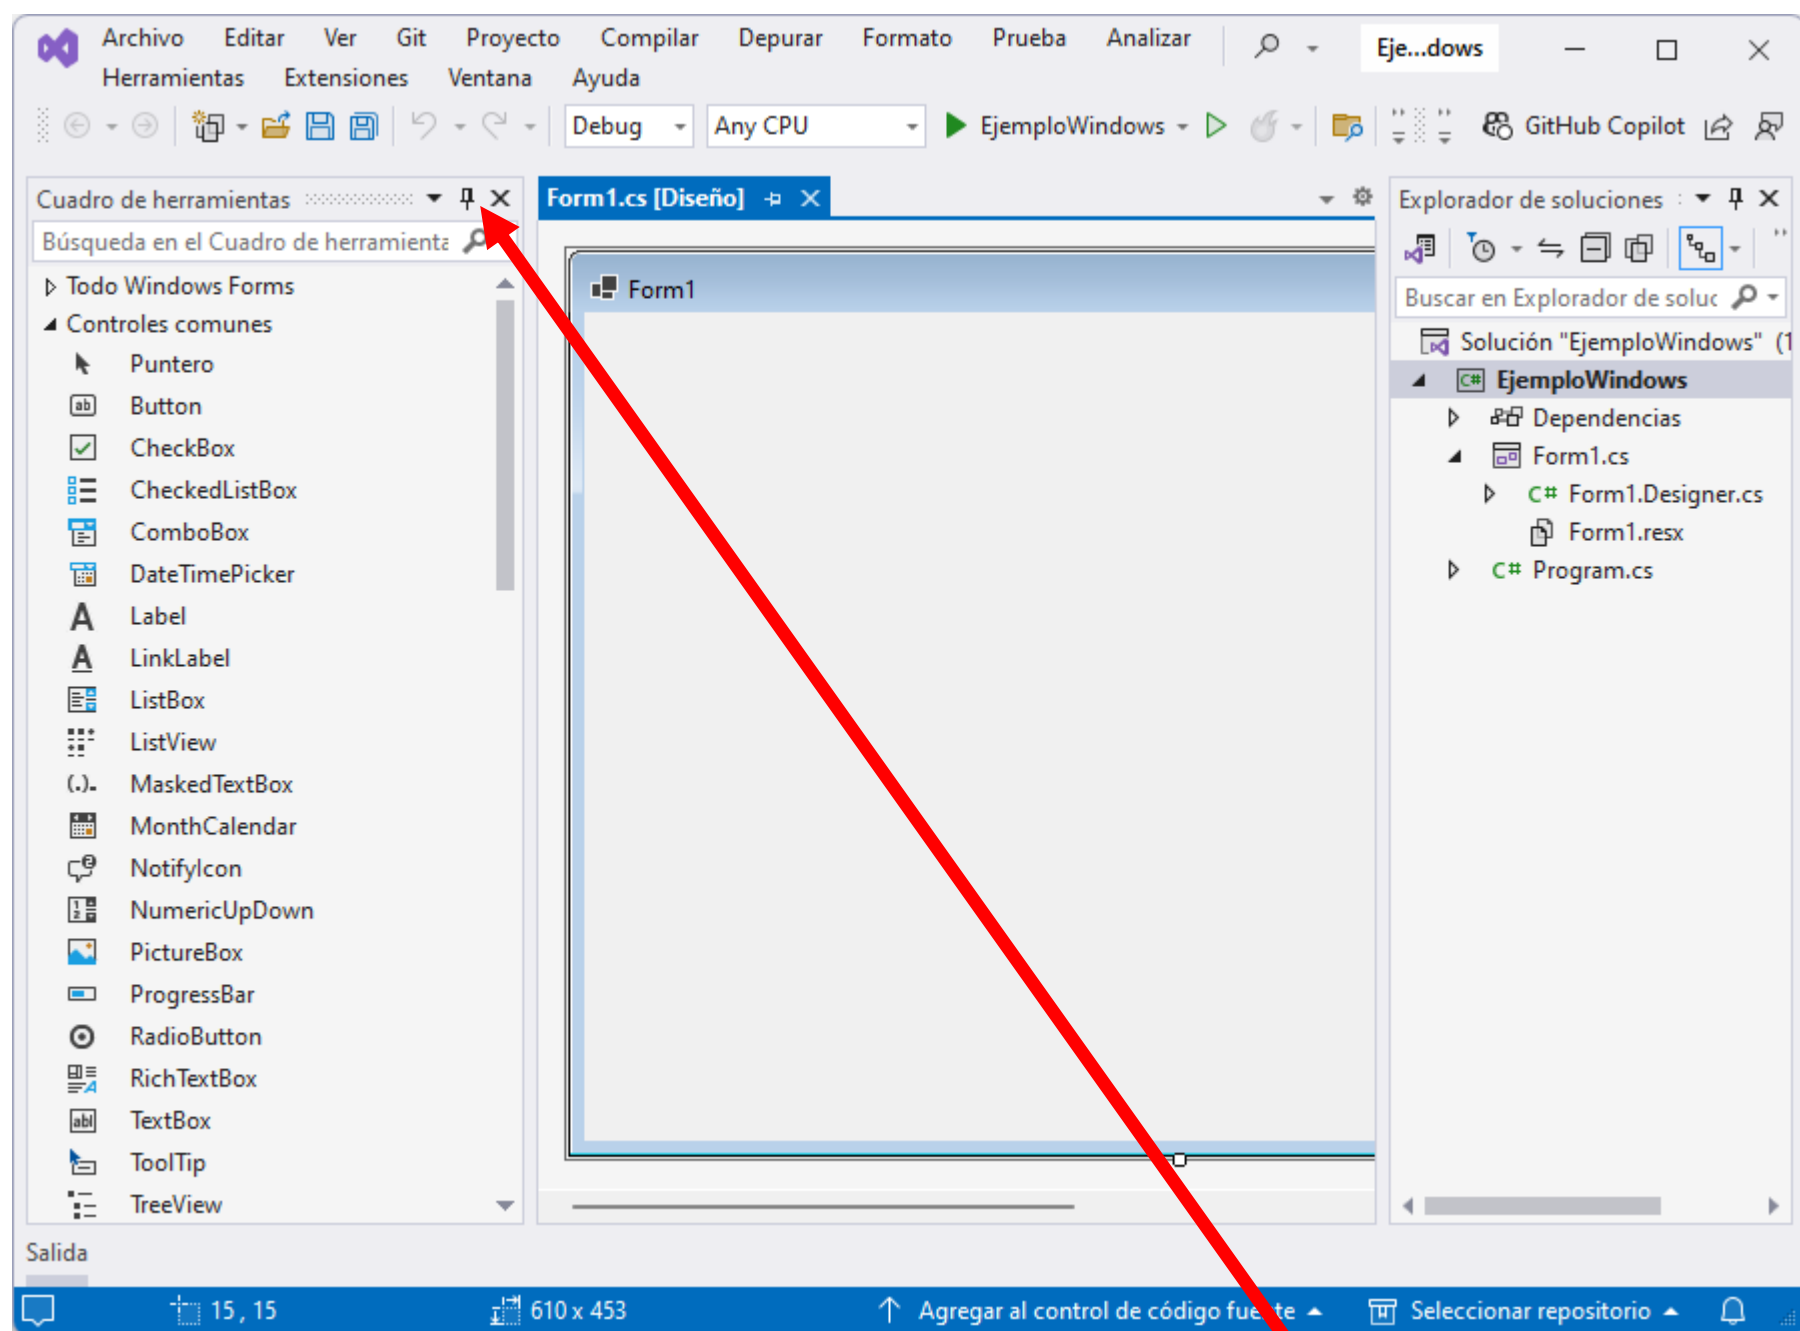 Archivo Editar Ver Git Proyecto Compilar Depurar Formato Prueba Analizar
Eje...dows
Herramientas Extensiones Ventana Ayuda
Debug Any CPU EjemploWindows GitHub Copilot
Cuadro de herramientas
Búsqueda en el Cuadro de herramienta
Todo Windows Forms
Controles comunes
Puntero
Button
CheckBox
CheckedListBox
ComboBox
DateTimePicker
Label
LinkLabel
ListBox
ListView
MaskedTextBox
MonthCalendar
NotifyIcon
NumericUpDown
PictureBox
ProgressBar
RadioButton
RichTextBox
TextBox
ToolTip
TreeView
Form1.cs [Diseño]
Form1
Explorador de soluciones
Buscar en Explorador de soluc
Solución "EjemploWindows" (1
C# EjemploWindows
Dependencias
Form1.cs
C# Form1.Designer.cs
Form1.resx
C# Program.cs
Salida
15 , 15 610 x 453 Agregar al control de código fuente Seleccionar repositorio